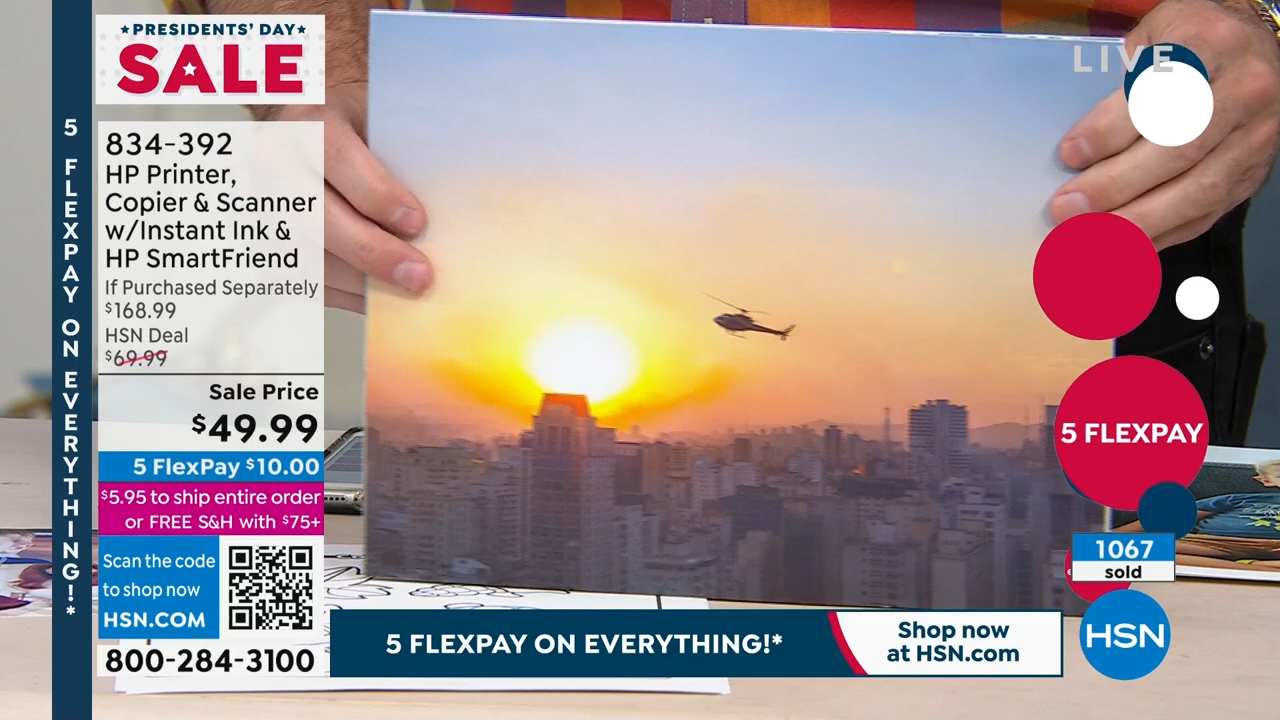 ★PRESIDENTS' DAY★
SALE
5 FLEXPAY ON EVERYTHING!*
834-392
HP Printer,
Copier & Scanner
w/Instant Ink &
HP SmartFriend
If Purchased Separately
$168.99
HSN Deal
$69.99
Sale Price
$49.99
5 FlexPay $10.00
$5.95 to ship entire order
or FREE S&H with $75+
Scan the code
to shop now
HSN.COM
800-284-3100
LIVE
5 FLEXPAY
1067
sold
5 FLEXPAY ON EVERYTHING!*
Shop now
at HSN.com
HSN